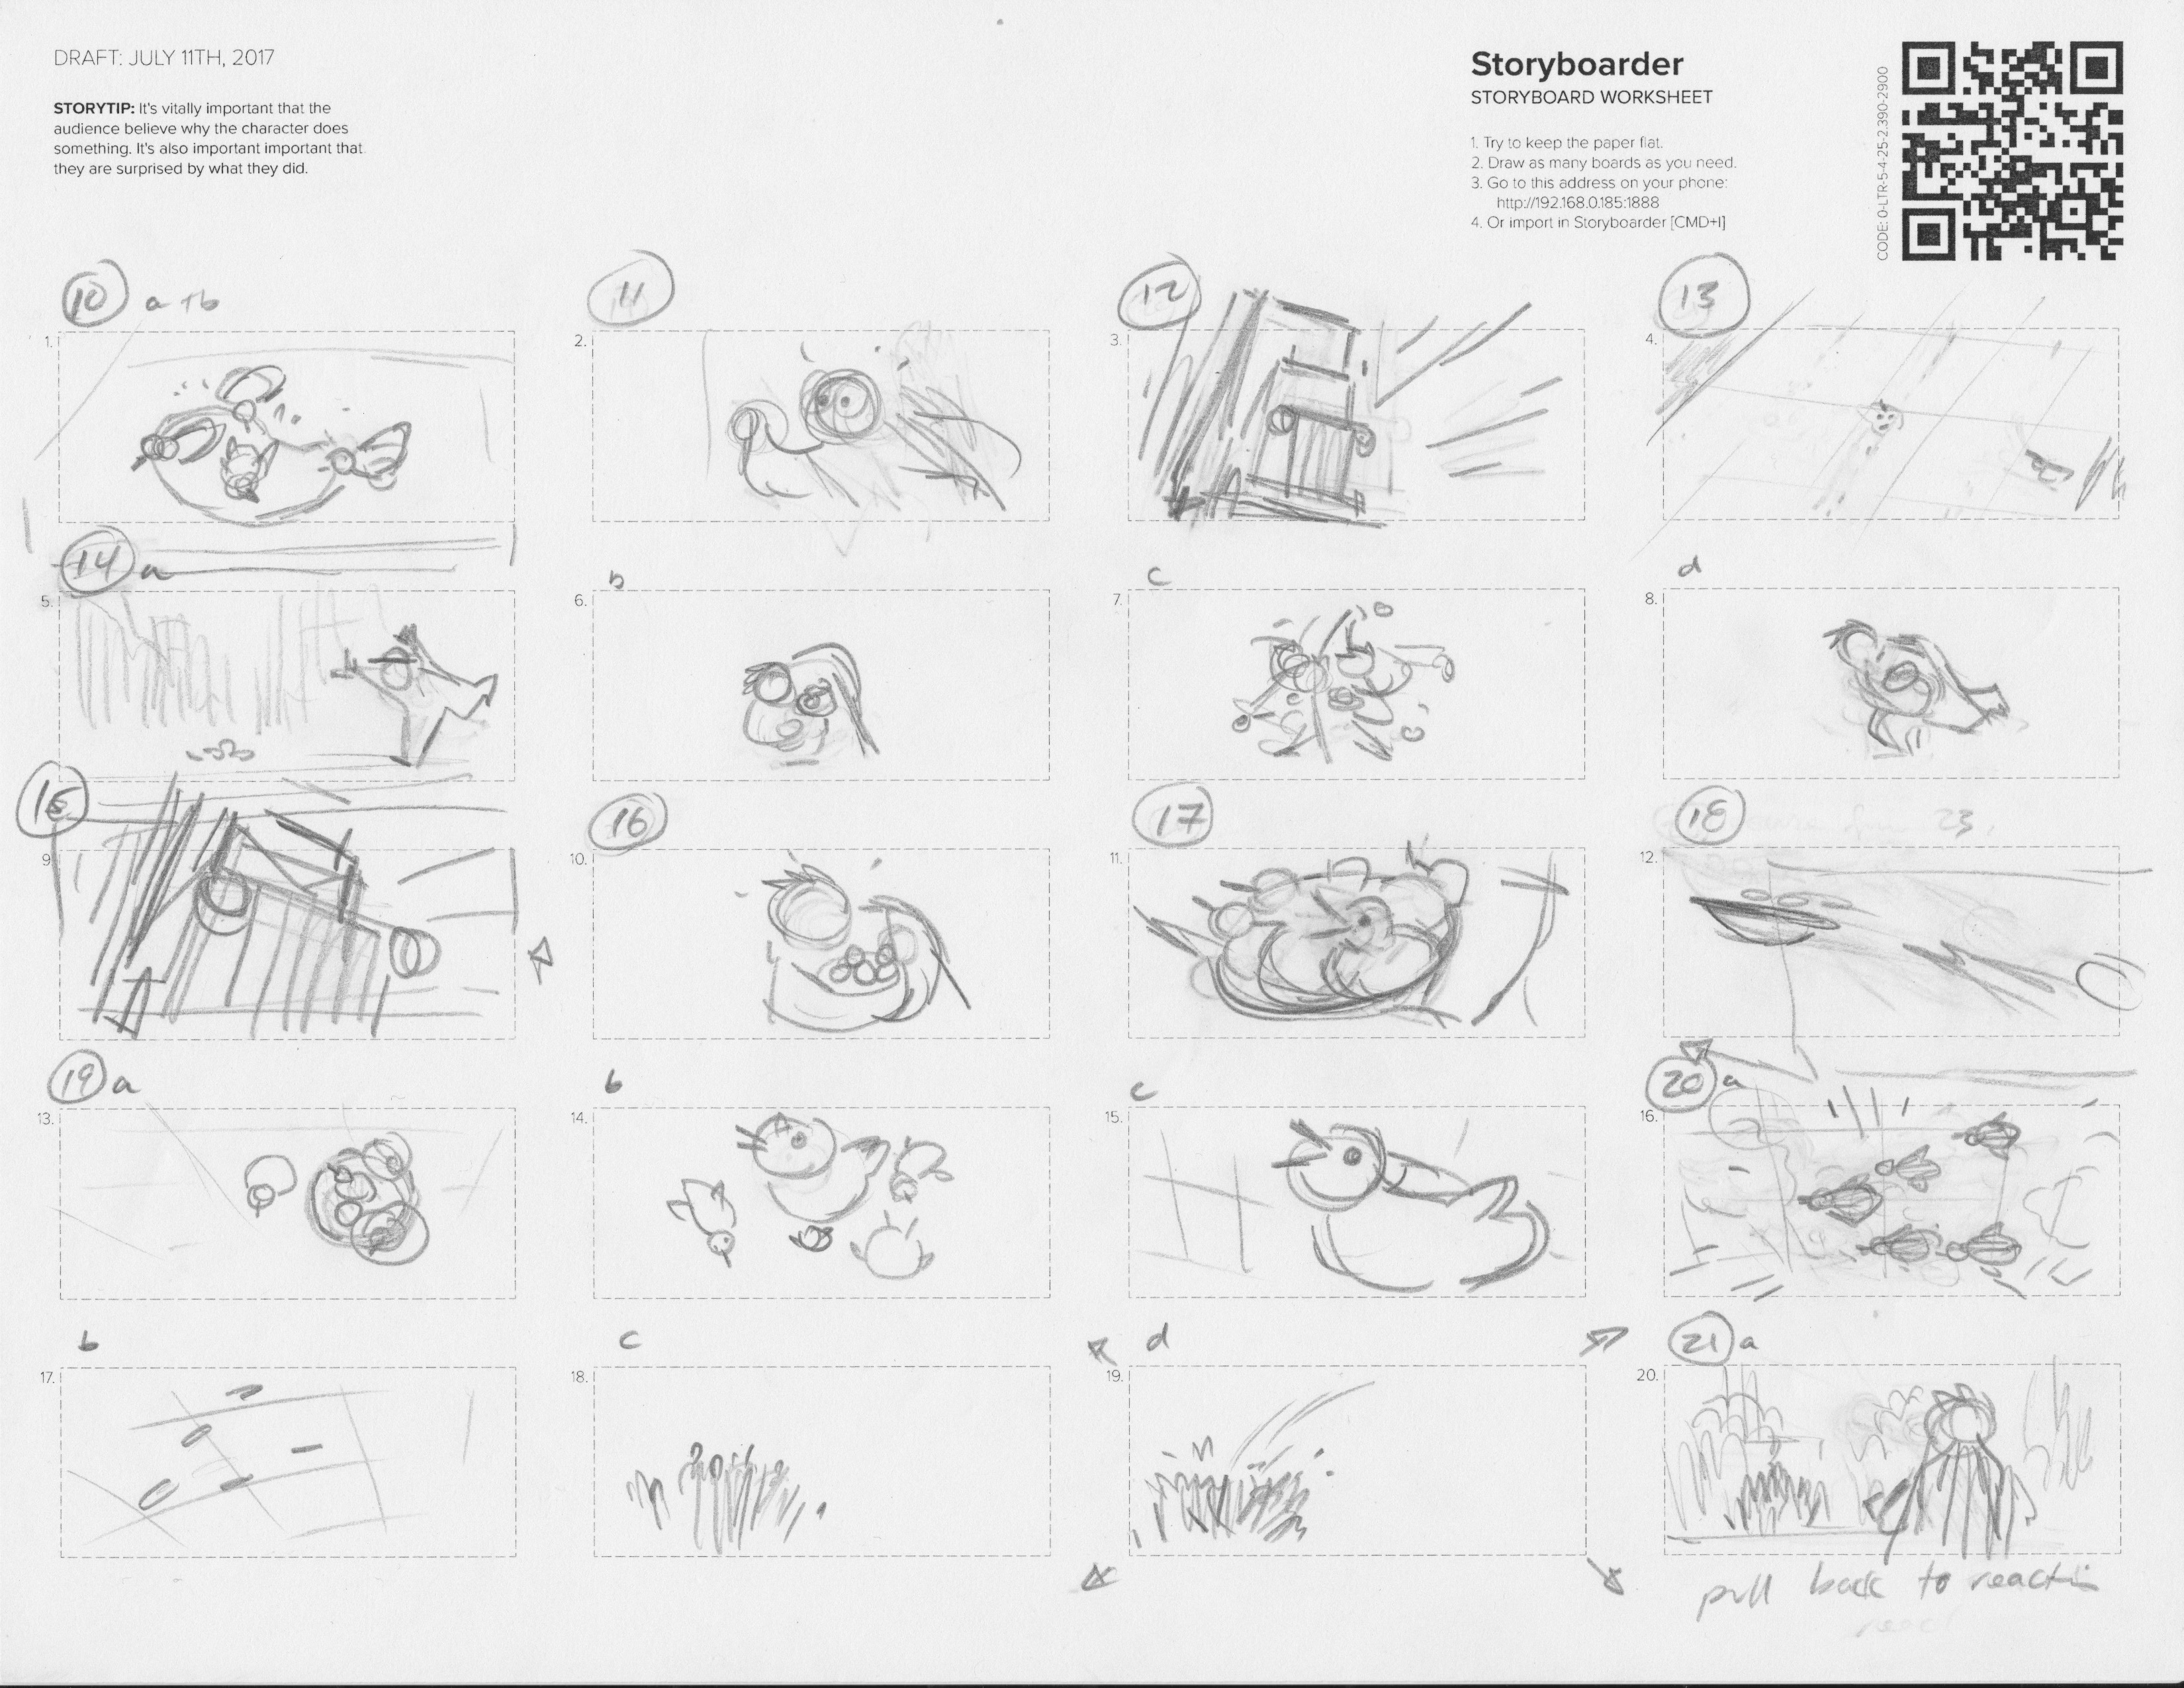 DRAFT: JULY 11TH, 2017
STORYTIP: It's vitally important that the
audience believe why the character does
something. It's also important important that
they are surprised by what they did.
Storyboarder
STORYBOARD WORKSHEET
1. Try to keep the paper flat.
2. Draw as many boards as you need.
3. Go to this address on your phone:
http://192.168.0.185:1888
4. Or import in Storyboarder [CMD+I]
CODE: 0-LTR-5-4-25-2.390-2900
10 a+b
11
12
13
1.
2.
3.
4.
14 a
b
c
d
5.
6.
7.
8.
15
16
17
18
23
9.
10.
11.
12.
19 a
b
c
20 a
13.
14.
15.
16.
b
c
d
21 a
17.
18.
19.
20.
pull back to reaction